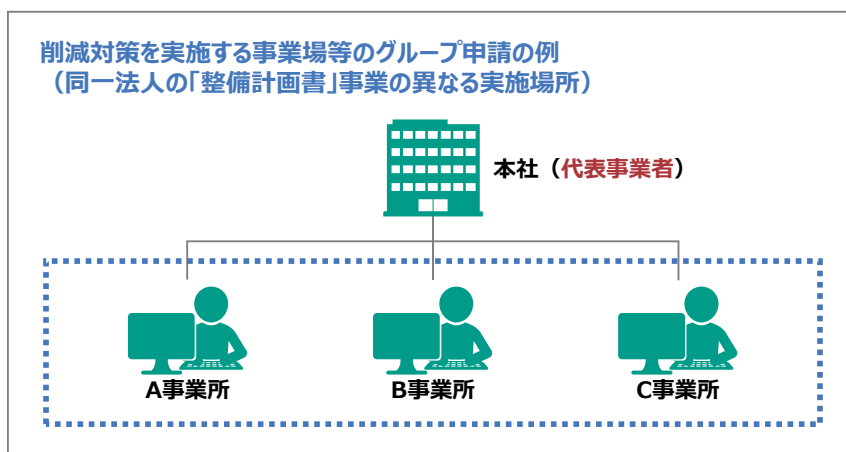 削減対策を実施する事業場等のグループ申請の例
（同一法人の「整備計画書」事業の異なる実施場所）
本社（代表事業者）
A事業所
B事業所
C事業所